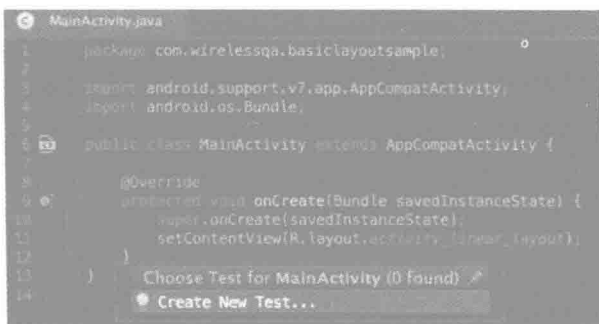 MainActivity.java
1 package com.wirelessqa.basiclayoutsample;
2
3 import android.support.v7.app.AppCompatActivity;
4 import android.os.Bundle;
5
6 public class MainActivity extends AppCompatActivity {
7
8 @Override
9 protected void onCreate(Bundle savedInstanceState) {
10 super.onCreate(savedInstanceState);
11 setContentView(R.layout.activity_linear_layout);
12 }
13 }
Choose Test for MainActivity (0 found)
14
Create New Test...